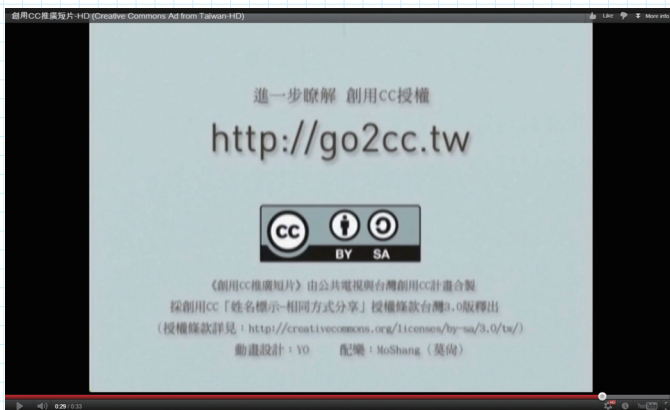 創用CC推廣短片-HD (Creative Commons Ad from Taiwan-HD)
Like
More info
進一步瞭解 創用CC授權
http://go2cc.tw
CC
BY SA
《創用CC推廣短片》由公共電視與台灣創用CC計畫合製
採創用CC「姓名標示-相同方式分享」授權條款台灣3.0版釋出
(授權條款詳見：http://creativecommons.org/licenses/by-sa/3.0/tw/)
動畫設計：YO 配樂：MoShang (莫尚)
0:29 / 0:33